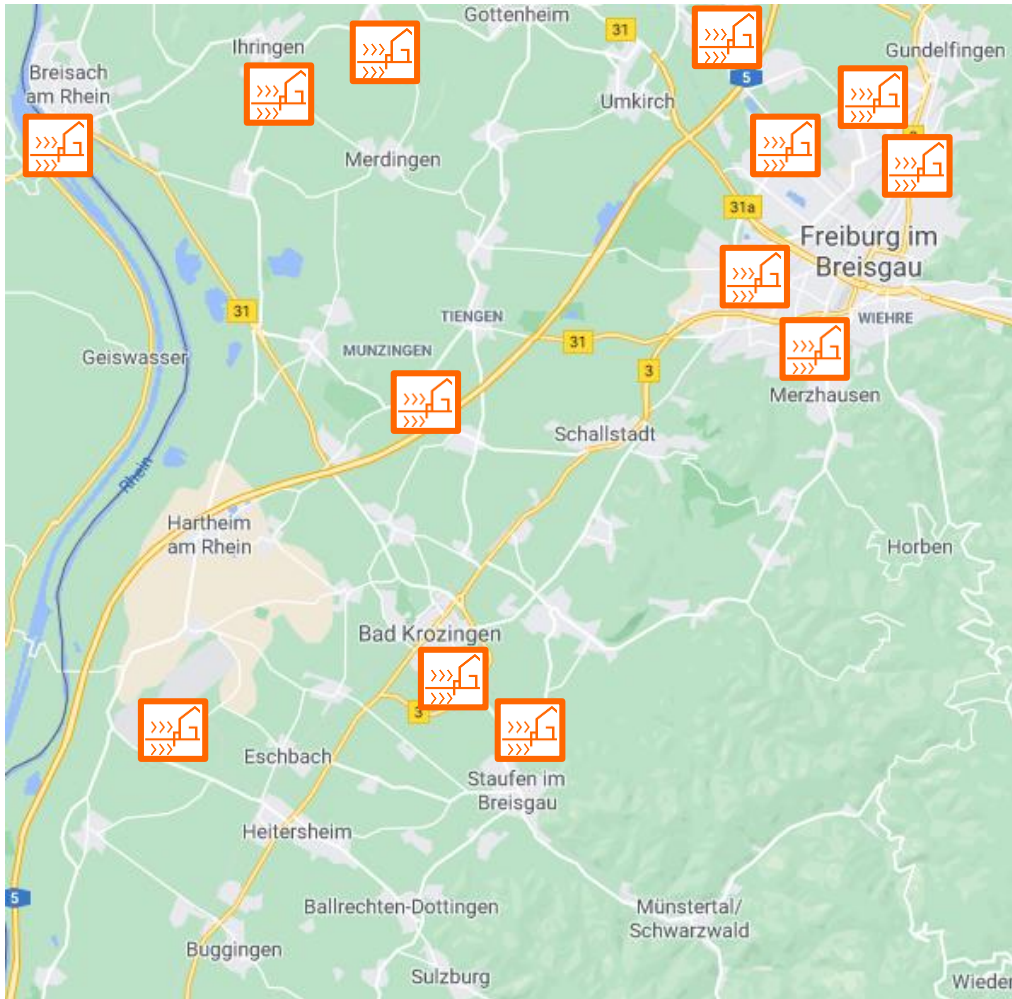 Gottenheim
31
Ihringen
Gundelfingen
Breisach
am Rhein
5
Umkirch
Merdingen
31a
Freiburg im
Breisgau
31
TIENGEN
WIEHRE
31
MUNZINGEN
Geiswasser
3
Merzhausen
Schallstadt
Rhein
Hartheim
am Rhein
Horben
Bad Krozingen
3
Eschbach
Staufen im
Breisgau
Heitersheim
5
Ballrechten-Dottingen
Münstertal/
Schwarzwald
Buggingen
Sulzburg
Wieden